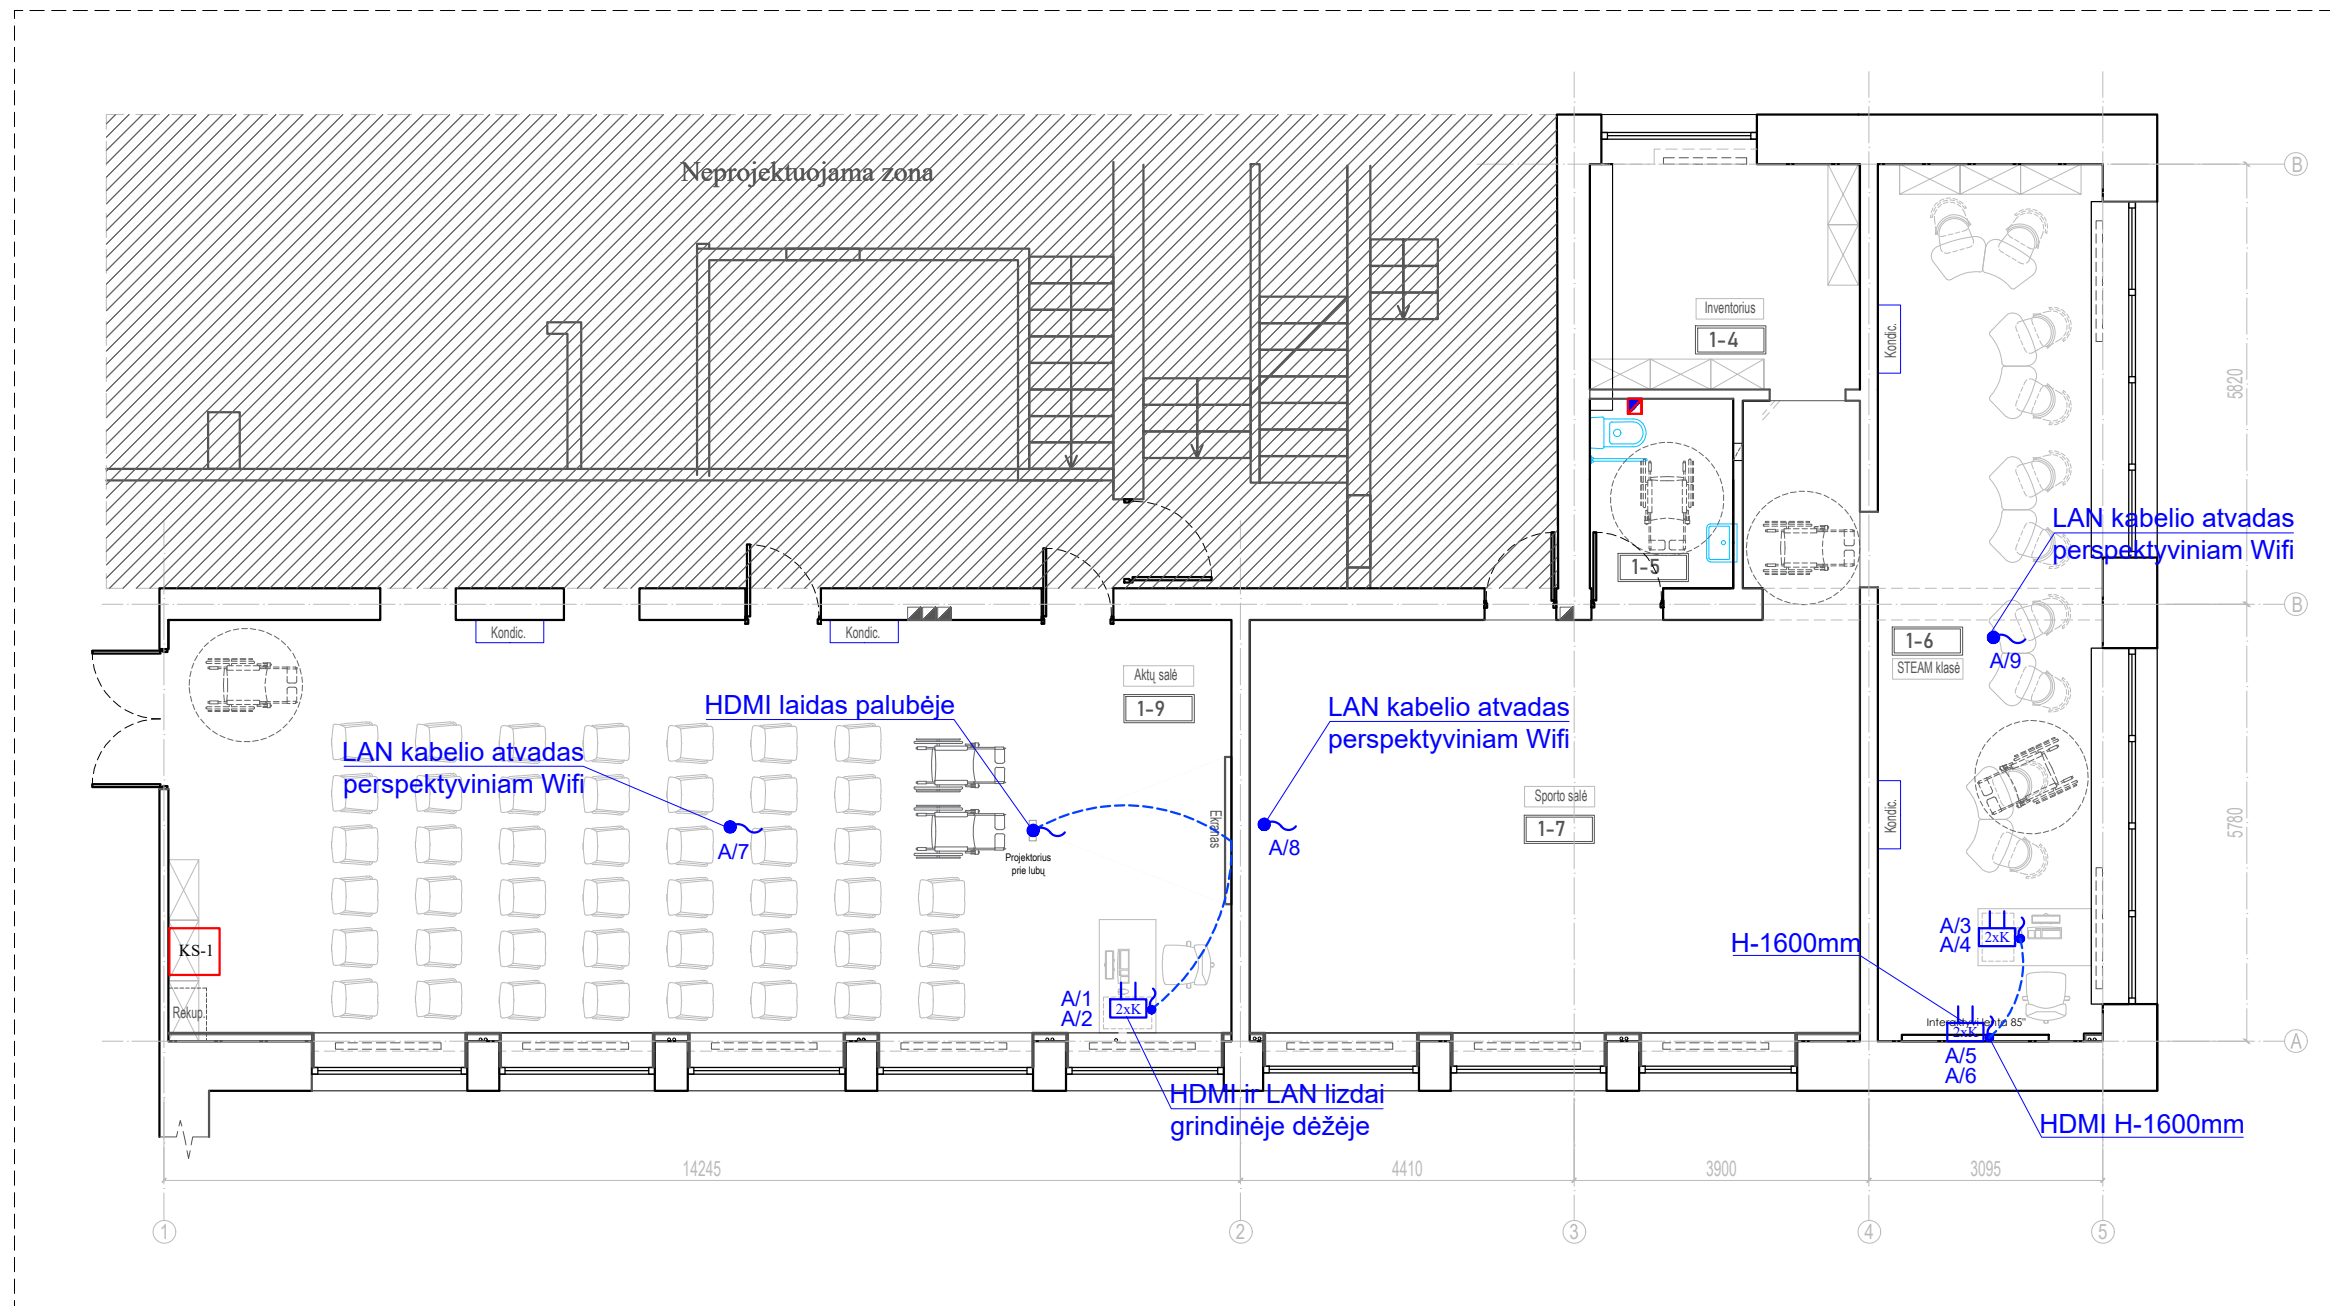 Neprojektuojama zona
B
Inventorius
1-4
Kondic.
5820
LAN kabelio atvadas
perspektyviniam Wifi
1-5
B
Kondic.
Kondic.
1-6
STEAM klasė
A/9
Aktų salė
1-9
HDMI laidas palubėje
LAN kabelio atvadas
perspektyviniam Wifi
LAN kabelio atvadas
perspektyviniam Wifi
A/7
A/8
Ekranas
Projektorius
prie lubų
Sporto salė
1-7
Kondic.
5780
KS-1
Rekup.
A/1
A/2
2xK
H-1600mm
A/3
A/4
2xK
Interaktyvi lenta 85"
2xK
A/5
A/6
A
HDMI ir LAN lizdai
grindinėje dėžėje
HDMI H-1600mm
14245
4410
3900
3095
1
2
3
4
5